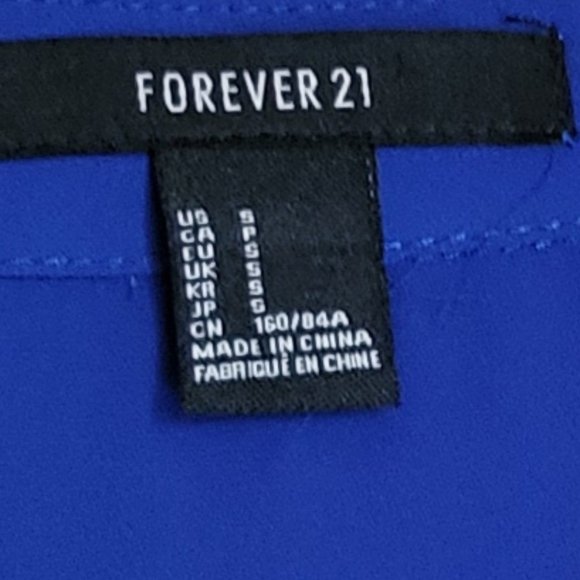 FOREVER 21
US S
CA P
EU S
UK S
KR S
JP S
CN 160/84A
MADE IN CHINA
FABRIQUÉ EN CHINE